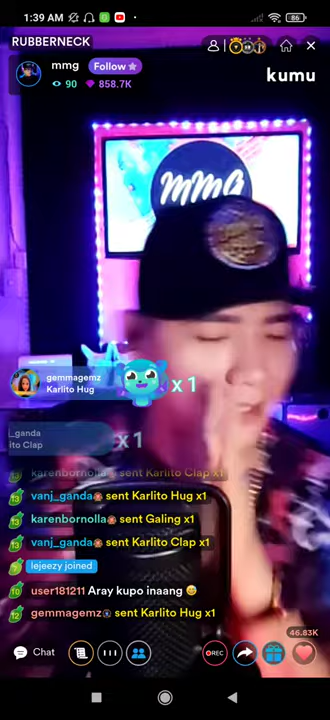 1:39 AM
86
RUBBERNECK
mmg
Follow
90
858.7K
kumu
MMG
gemmagemz
Karlito Hug
x 1
_ganda
ito Clap
x 1
karenbornolla sent Karlito Clap x1
13
vanj_ganda sent Karlito Hug x1
13
karenbornolla sent Galing x1
13
vanj_ganda sent Karlito Clap x1
lejeezy joined
10
user181211 Aray kupo inaang
12
gemmagemz sent Karlito Hug x1
46.83K
Chat
REC